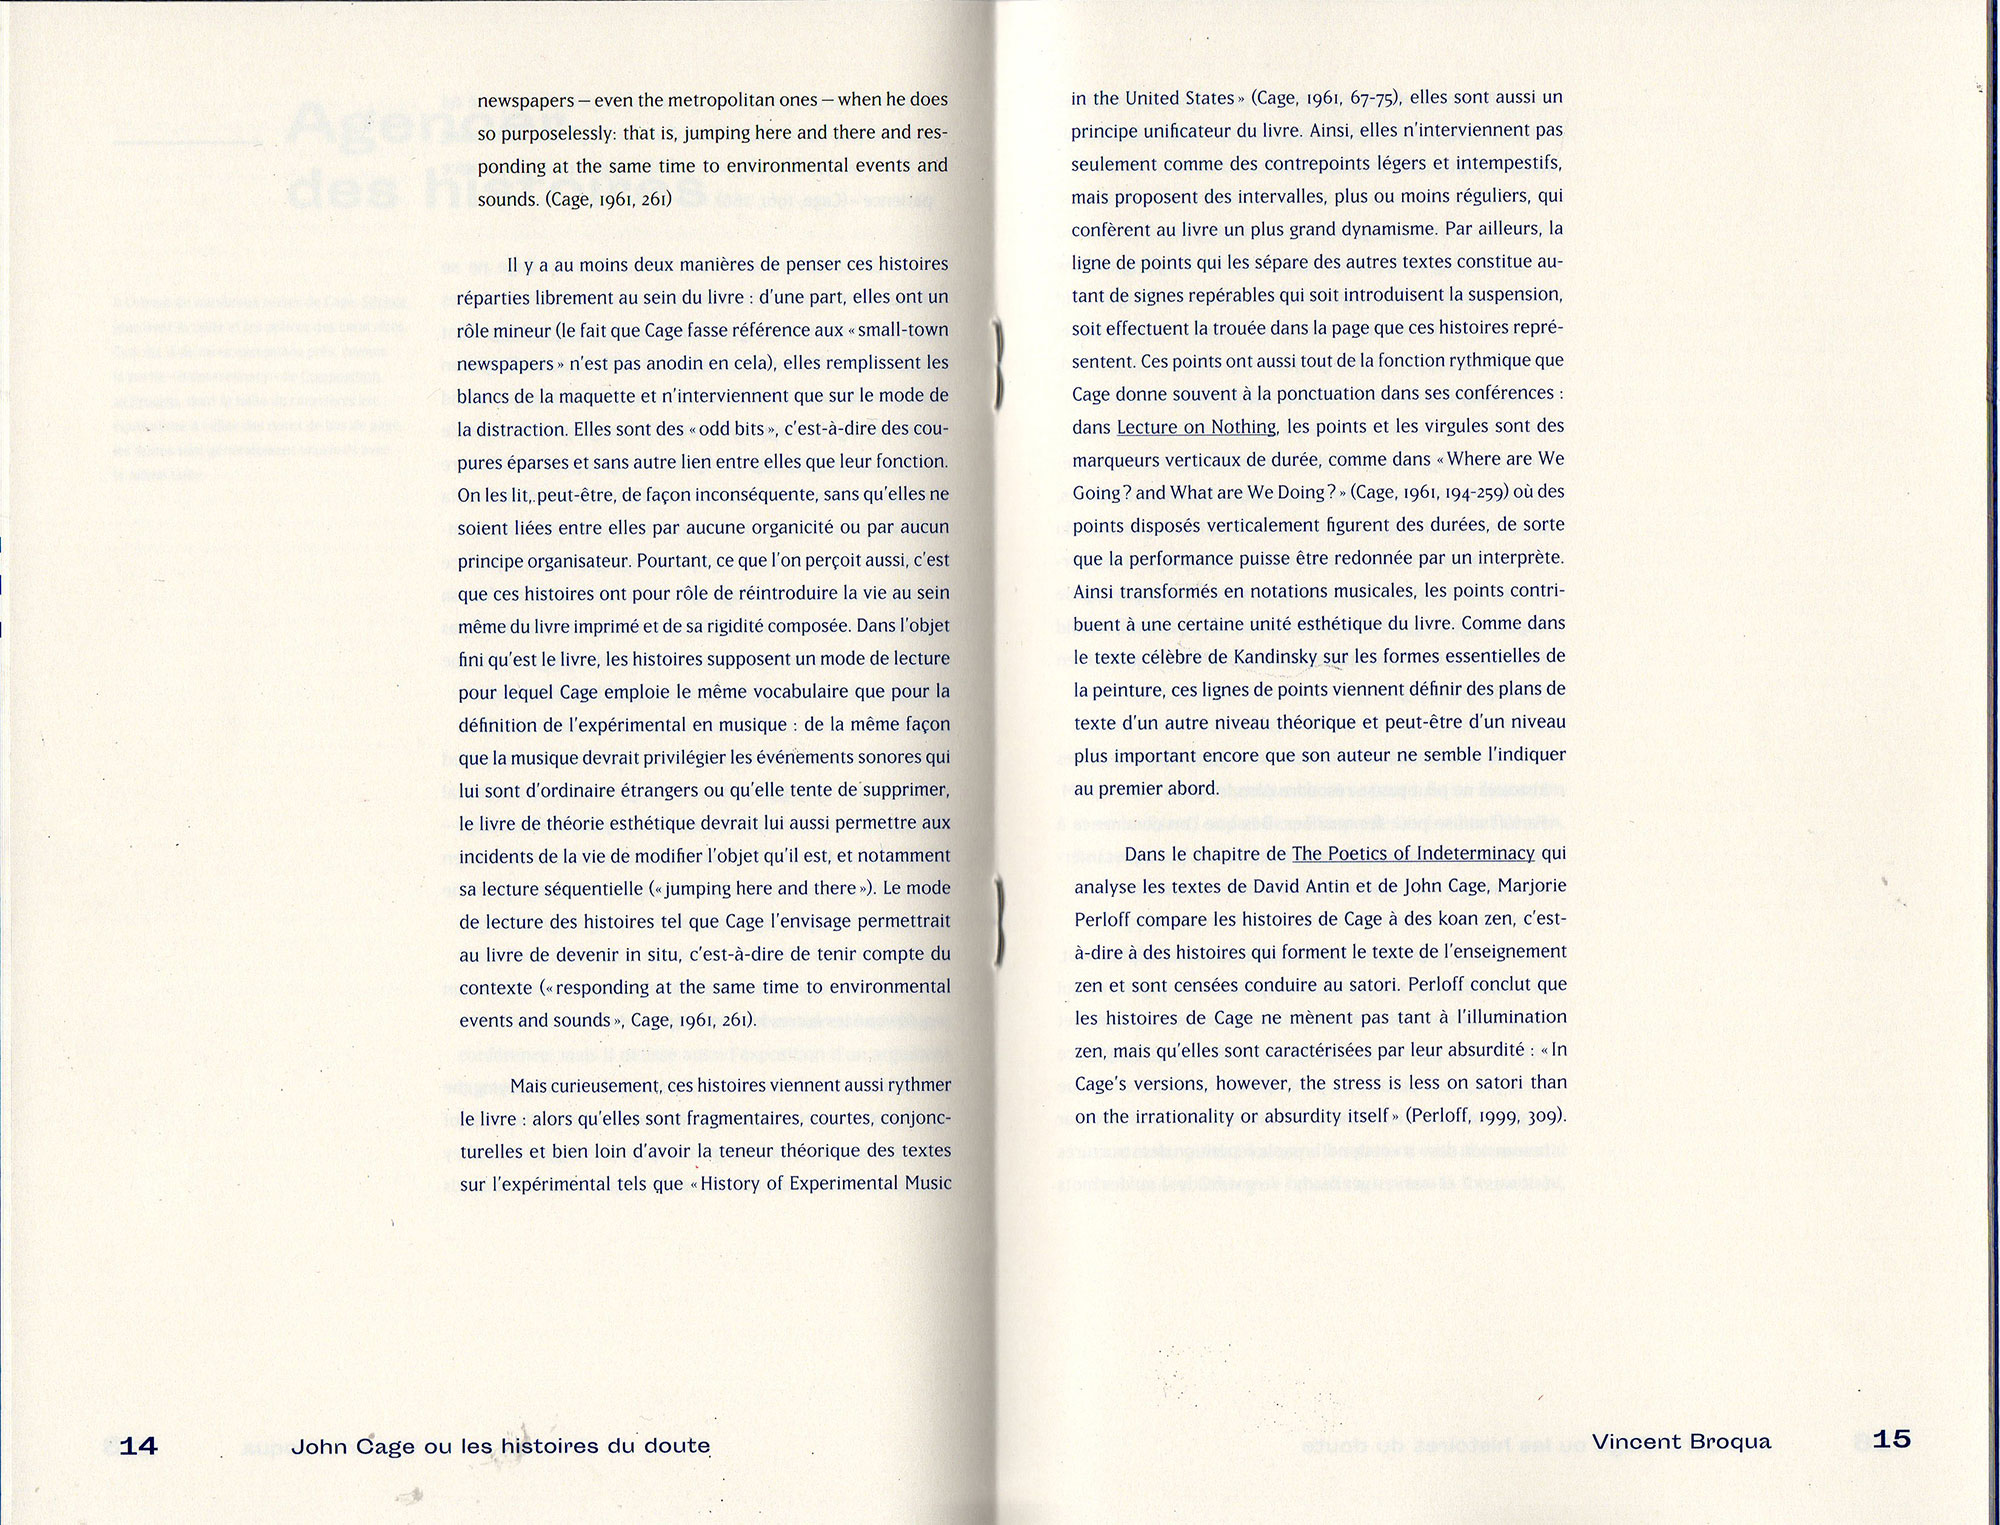 newspapers – even the metropolitan ones – when he does
so purposelessly: that is, jumping here and there and res-
ponding at the same time to environmental events and
sounds. (Cage, 1961, 261)
Il y a au moins deux manières de penser ces histoires
réparties librement au sein du livre : d'une part, elles ont un
rôle mineur (le fait que Cage fasse référence aux « small-town
newspapers » n'est pas anodin en cela), elles remplissent les
blancs de la maquette et n'interviennent que sur le mode de
la distraction. Elles sont des « odd bits », c'est-à-dire des cou-
pures éparses et sans autre lien entre elles que leur fonction.
On les lit, peut-être, de façon inconséquente, sans qu'elles ne
soient liées entre elles par aucune organicité ou par aucun
principe organisateur. Pourtant, ce que l'on perçoit aussi, c'est
que ces histoires ont pour rôle de réintroduire la vie au sein
même du livre imprimé et de sa rigidité composée. Dans l'objet
fini qu'est le livre, les histoires supposent un mode de lecture
pour lequel Cage emploie le même vocabulaire que pour la
définition de l'expérimental en musique : de la même façon
que la musique devrait privilégier les événements sonores qui
lui sont d'ordinaire étrangers ou qu'elle tente de supprimer,
le livre de théorie esthétique devrait lui aussi permettre aux
incidents de la vie de modifier l'objet qu'il est, et notamment
sa lecture séquentielle (« jumping here and there »). Le mode
de lecture des histoires tel que Cage l'envisage permettrait
au livre de devenir in situ, c'est-à-dire de tenir compte du
contexte (« responding at the same time to environmental
events and sounds », Cage, 1961, 261).
Mais curieusement, ces histoires viennent aussi rythmer
le livre : alors qu'elles sont fragmentaires, courtes, conjonc-
turelles et bien loin d'avoir la teneur théorique des textes
sur l'expérimental tels que « History of Experimental Music
14 John Cage ou les histoires du doute
in the United States » (Cage, 1961, 67-75), elles sont aussi un
principe unificateur du livre. Ainsi, elles n'interviennent pas
seulement comme des contrepoints légers et intempestifs,
mais proposent des intervalles, plus ou moins réguliers, qui
confèrent au livre un plus grand dynamisme. Par ailleurs, la
ligne de points qui les sépare des autres textes constitue au-
tant de signes repérables qui soit introduisent la suspension,
soit effectuent la trouée dans la page que ces histoires repré-
sentent. Ces points ont aussi tout de la fonction rythmique que
Cage donne souvent à la ponctuation dans ses conférences :
dans Lecture on Nothing, les points et les virgules sont des
marqueurs verticaux de durée, comme dans « Where are We
Going ? and What are We Doing ? » (Cage, 1961, 194-259) où des
points disposés verticalement figurent des durées, de sorte
que la performance puisse être redonnée par un interprète.
Ainsi transformés en notations musicales, les points contri-
buent à une certaine unité esthétique du livre. Comme dans
le texte célèbre de Kandinsky sur les formes essentielles de
la peinture, ces lignes de points viennent définir des plans de
texte d'un autre niveau théorique et peut-être d'un niveau
plus important encore que son auteur ne semble l'indiquer
au premier abord.
Dans le chapitre de The Poetics of Indeterminacy qui
analyse les textes de David Antin et de John Cage, Marjorie
Perloff compare les histoires de Cage à des koan zen, c'est-
à-dire à des histoires qui forment le texte de l'enseignement
zen et sont censées conduire au satori. Perloff conclut que
les histoires de Cage ne mènent pas tant à l'illumination
zen, mais qu'elles sont caractérisées par leur absurdité : « In
Cage's versions, however, the stress is less on satori than
on the irrationality or absurdity itself » (Perloff, 1999, 309).
Vincent Broqua 15